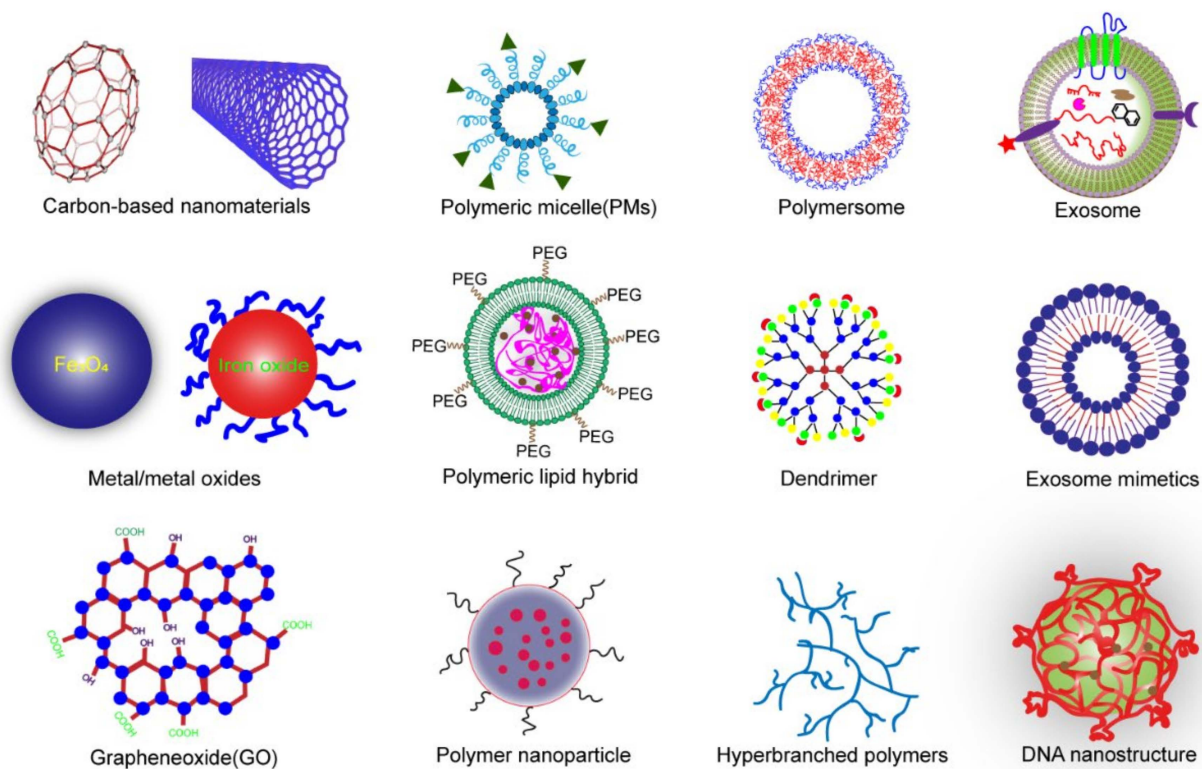 Carbon-based nanomaterials
Polymeric micelle(PMs)
Polymersome
Exosome
Fe₃O₄
Iron oxide
PEG
PEG
PEG
PEG
PEG
PEG
PEG
PEG
PEG
PEG
Metal/metal oxides
Polymeric lipid hybrid
Dendrimer
Exosome mimetics
COOH
OH
OH
COOH
OH
OH
OH
OH
COOH
OH
COOH
COOH
Grapheneoxide(GO)
Polymer nanoparticle
Hyperbranched polymers
DNA nanostructure